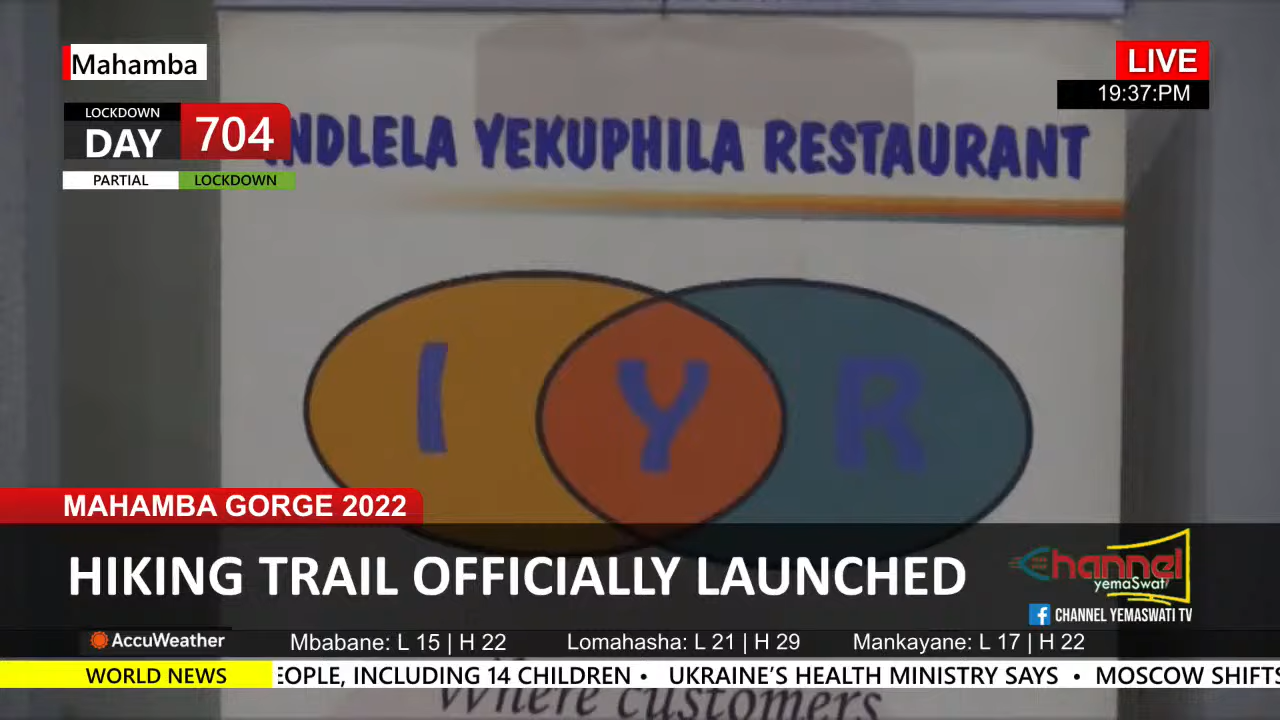 Mahamba
LIVE
19:37:PM
LOCKDOWN
DAY 704
PARTIAL LOCKDOWN
NDLELA YEKUPHILA RESTAURANT
I Y R
MAHAMBA GORGE 2022
HIKING TRAIL OFFICIALLY LAUNCHED
Channel
yemaSwati
CHANNEL YEMASWATI TV
AccuWeather Mbabane: L 15 | H 22 Lomahasha: L 21 | H 29 Mankayane: L 17 | H 22
WORLD NEWS EOPLE, INCLUDING 14 CHILDREN • UKRAINE'S HEALTH MINISTRY SAYS • MOSCOW SHIFTS
Where customers